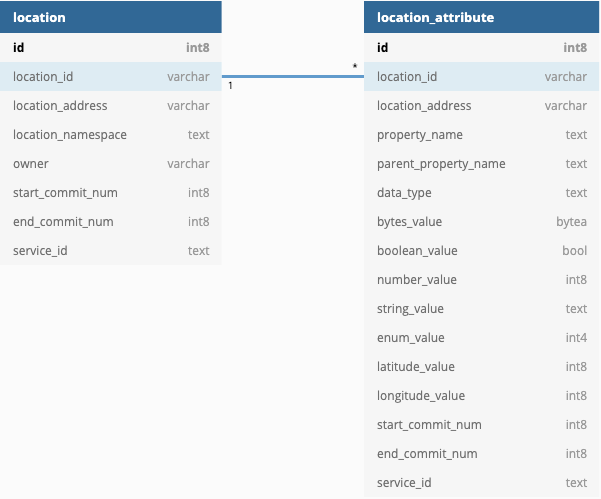 location
id int8
location_id varchar
location_address varchar
location_namespace text
owner varchar
start_commit_num int8
end_commit_num int8
service_id text
1
*
location_attribute
id int8
location_id varchar
location_address varchar
property_name text
parent_property_name text
data_type text
bytes_value bytea
boolean_value bool
number_value int8
string_value text
enum_value int4
latitude_value int8
longitude_value int8
start_commit_num int8
end_commit_num int8
service_id text